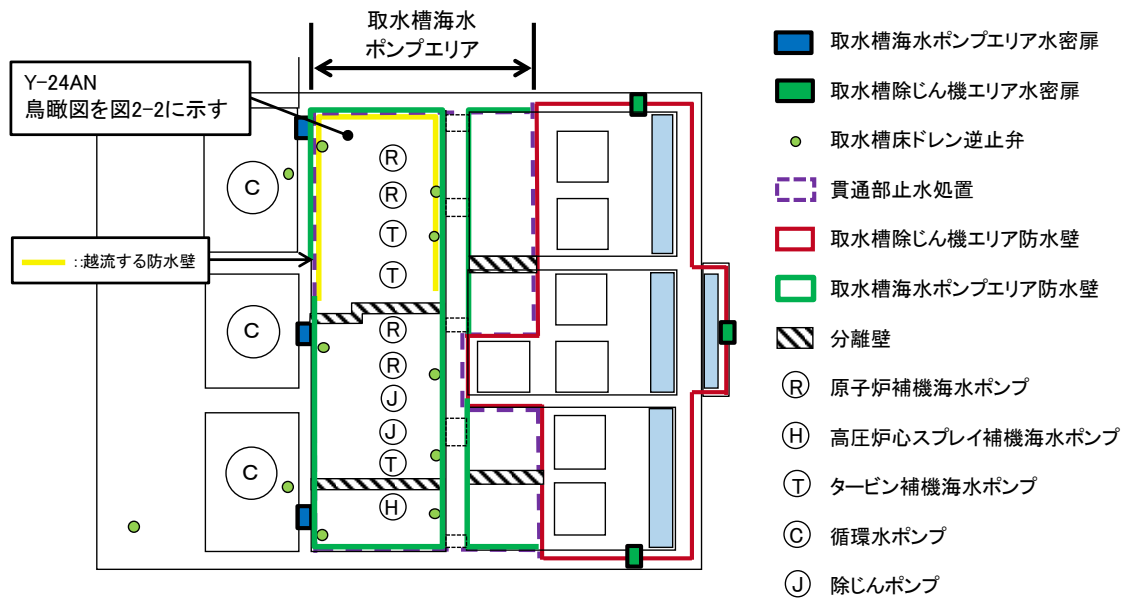 取水槽海水
ポンプエリア
Y-24AN
鳥瞰図を図2-2に示す
::越流する防水壁
C
C
C
R
R
T
T
R
R
J
J
T
H
取水槽海水ポンプエリア水密扉
取水槽除じん機エリア水密扉
取水槽床ドレン逆止弁
貫通部止水処置
取水槽除じん機エリア防水壁
取水槽海水ポンプエリア防水壁
分離壁
R 原子炉補機海水ポンプ
H 高圧炉心スプレイ補機海水ポンプ
T タービン補機海水ポンプ
C 循環水ポンプ
J 除じんポンプ